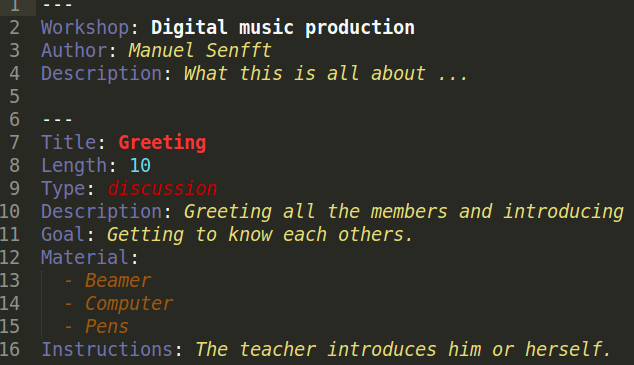 1 ---
2 Workshop: Digital music production
3 Author: Manuel Senfft
4 Description: What this is all about ...
5
6 ---
7 Title: Greeting
8 Length: 10
9 Type: discussion
10 Description: Greeting all the members and introducing
11 Goal: Getting to know each others.
12 Material:
13 - Beamer
14 - Computer
15 - Pens
16 Instructions: The teacher introduces him or herself.